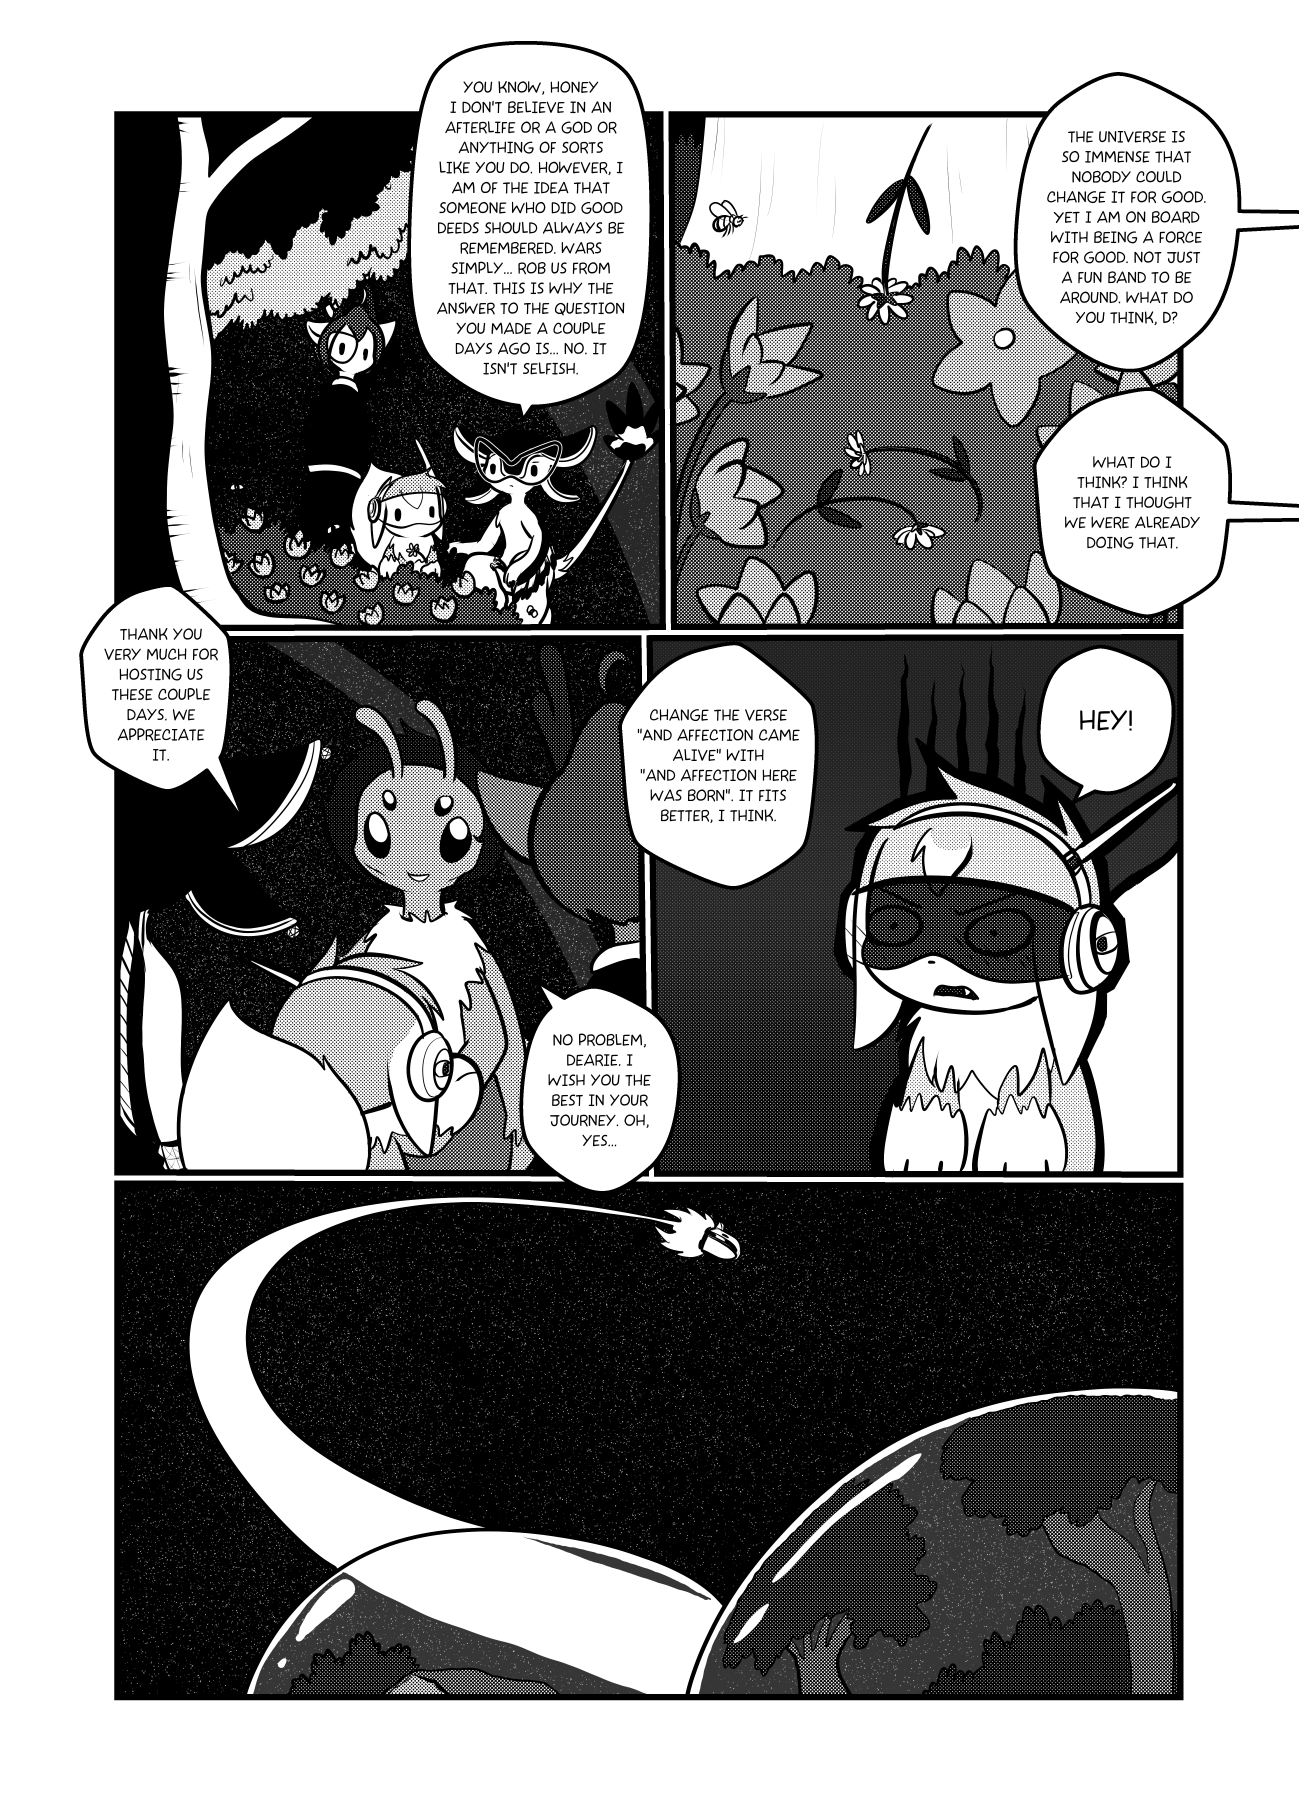 YOU KNOW, HONEY
I DON'T BELIEVE IN AN
AFTERLIFE OR A GOD OR
ANYTHING OF SORTS
LIKE YOU DO. HOWEVER, I
AM OF THE IDEA THAT
SOMEONE WHO DID GOOD
DEEDS SHOULD ALWAYS BE
REMEMBERED. WARS
SIMPLY... ROB US FROM
THAT. THIS IS WHY THE
ANSWER TO THE QUESTION
YOU MADE A COUPLE
DAYS AGO IS... NO. IT
ISN'T SELFISH.
THE UNIVERSE IS
SO IMMENSE THAT
NOBODY COULD
CHANGE IT FOR GOOD.
YET I AM ON BOARD
WITH BEING A FORCE
FOR GOOD. NOT JUST
A FUN BAND TO BE
AROUND. WHAT DO
YOU THINK, D?
WHAT DO I
THINK? I THINK
THAT I THOUGHT
WE WERE ALREADY
DOING THAT.
THANK YOU
VERY MUCH FOR
HOSTING US
THESE COUPLE
DAYS. WE
APPRECIATE
IT.
NO PROBLEM,
DEARIE. I
WISH YOU THE
BEST IN YOUR
JOURNEY. OH,
YES...
CHANGE THE VERSE
"AND AFFECTION CAME
ALIVE" WITH
"AND AFFECTION HERE
WAS BORN". IT FITS
BETTER, I THINK.
HEY!